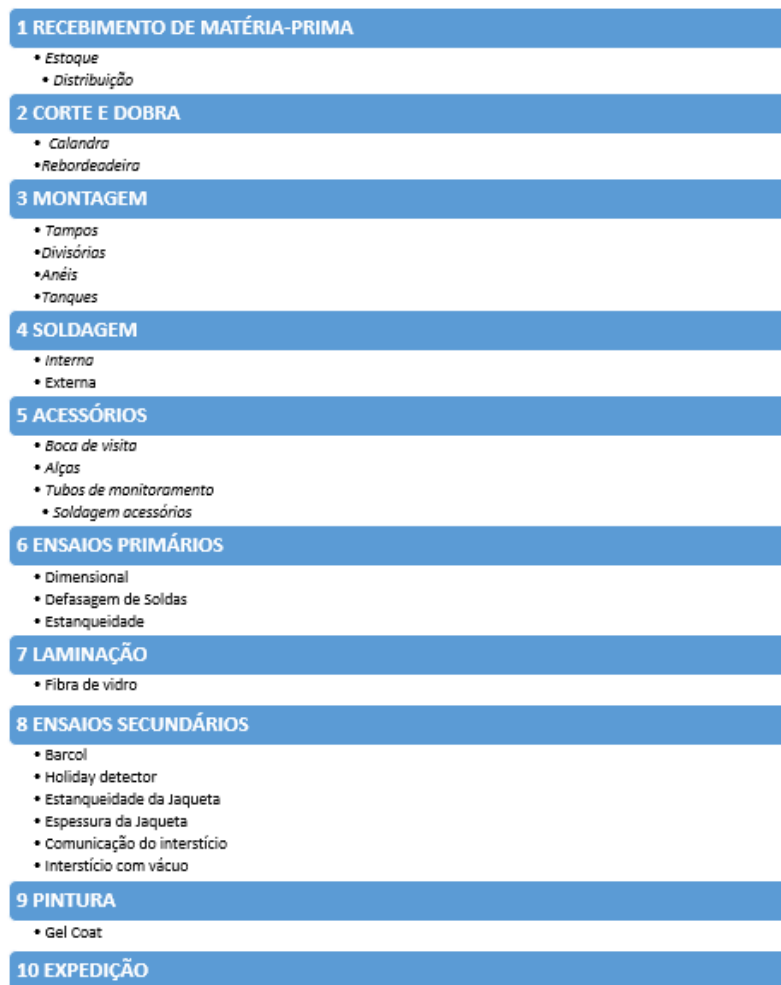 1 RECEBIMENTO DE MATÉRIA-PRIMA
• Estoque
• Distribuição
2 CORTE E DOBRA
• Calandra
•Rebordeadeira
3 MONTAGEM
• Tampos
•Divisórias
•Anéis
•Tanques
4 SOLDAGEM
• Interna
• Externa
5 ACESSÓRIOS
• Boca de visita
• Alças
• Tubos de monitoramento
• Soldagem acessórios
6 ENSAIOS PRIMÁRIOS
• Dimensional
• Defasagem de Soldas
• Estanqueidade
7 LAMINAÇÃO
• Fibra de vidro
8 ENSAIOS SECUNDÁRIOS
• Barcol
• Holiday detector
• Estanqueidade da Jaqueta
• Espessura da Jaqueta
• Comunicação do interstício
• Interstício com vácuo
9 PINTURA
• Gel Coat
10 EXPEDIÇÃO